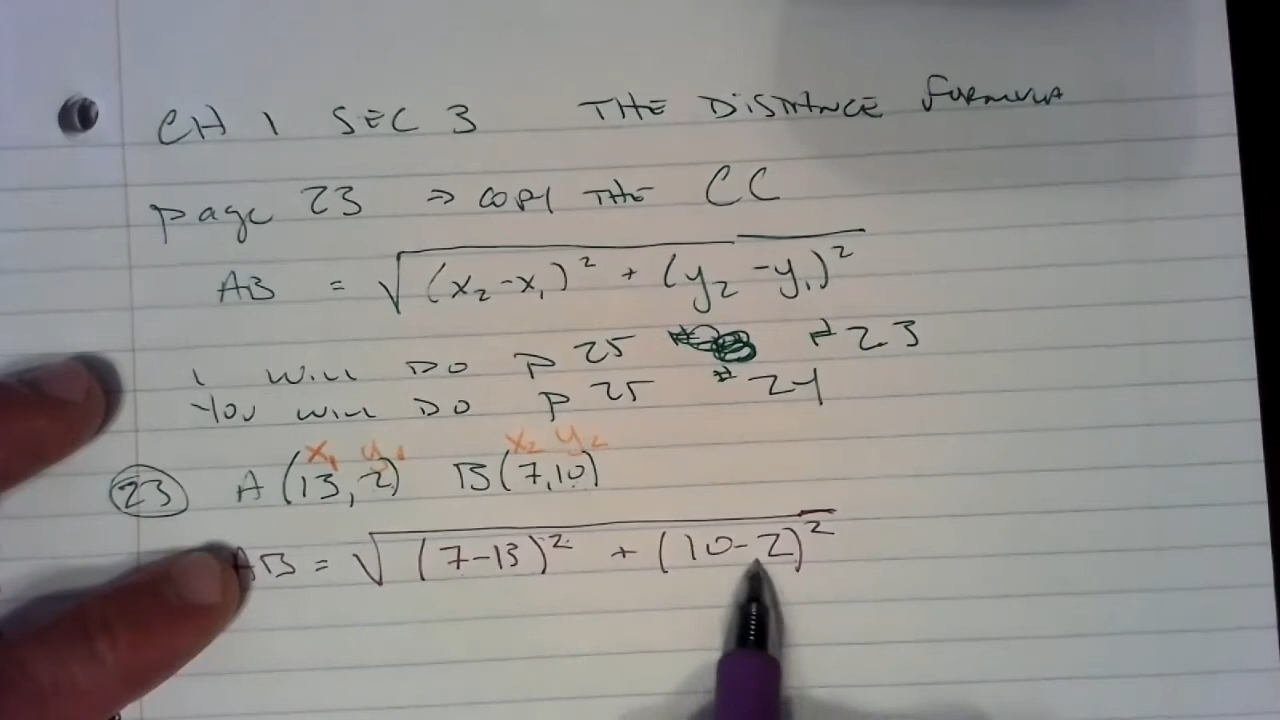 CH 1 SEC 3 THE DISTANCE FORMULA
page 23 ⇒ COPY THE CC
AB = √(x₂-x₁)² + (y₂-y₁)²
I WILL DO P 25 # 23
YOU WILL DO P 25 # 24
x₁ y₁ x₂ y₂
23 A (13, 2) B (7, 10)
AB = √(7-13)² + (10-2)²